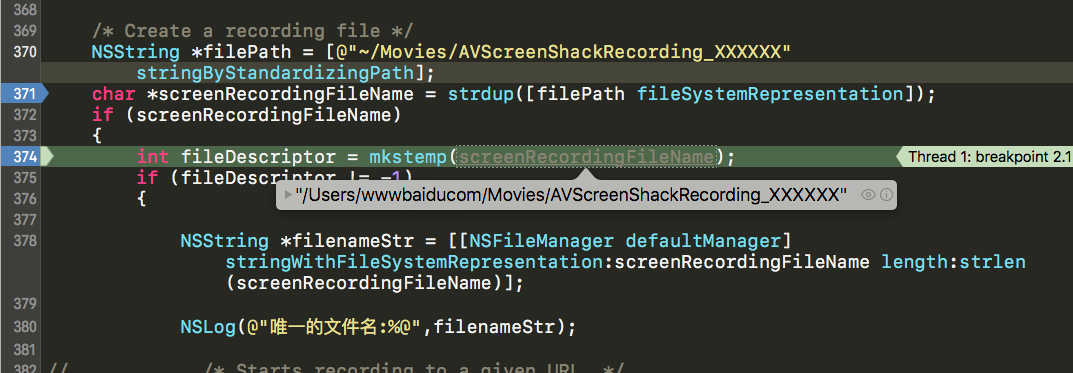 368
369 /* Create a recording file */
370 NSString *filePath = [@"~/Movies/AVScreenShackRecording_XXXXXX"
stringByStandardizingPath];
371 char *screenRecordingFileName = strdup([filePath fileSystemRepresentation]);
372 if (screenRecordingFileName)
373 {
374 int fileDescriptor = mkstemp(screenRecordingFileName); Thread 1: breakpoint 2.1
375 if (fileDescriptor != -1)
"/Users/wwwbaiducom/Movies/AVScreenShackRecording_XXXXXX"
376 {
377
378 NSString *filenameStr = [[NSFileManager defaultManager]
stringWithFileSystemRepresentation:screenRecordingFileName length:strlen
(screenRecordingFileName)];
379
380 NSLog(@"唯一的文件名:%@",filenameStr);
381
382 // /* Starts recording to a given URL. */